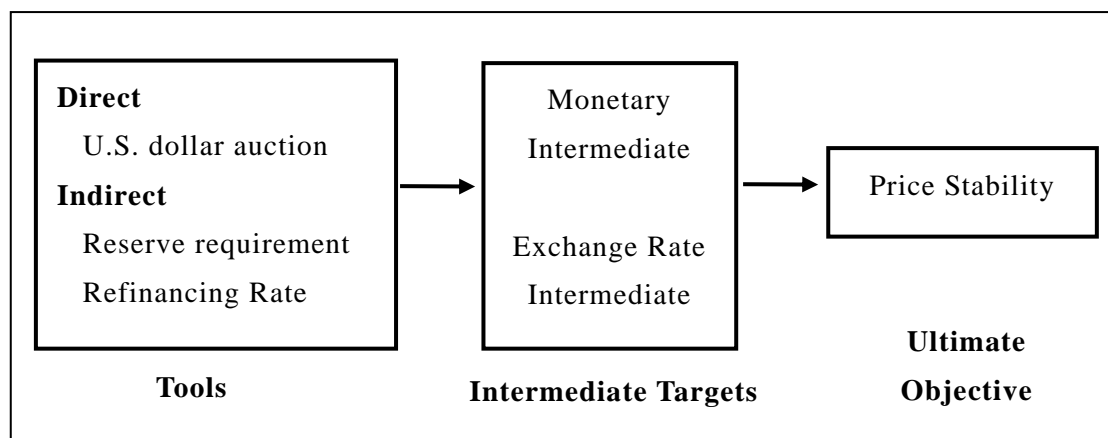 Direct
U.S. dollar auction
Indirect
Reserve requirement
Refinancing Rate
Tools
Monetary
Intermediate
Exchange Rate
Intermediate
Intermediate Targets
Price Stability
Ultimate
Objective